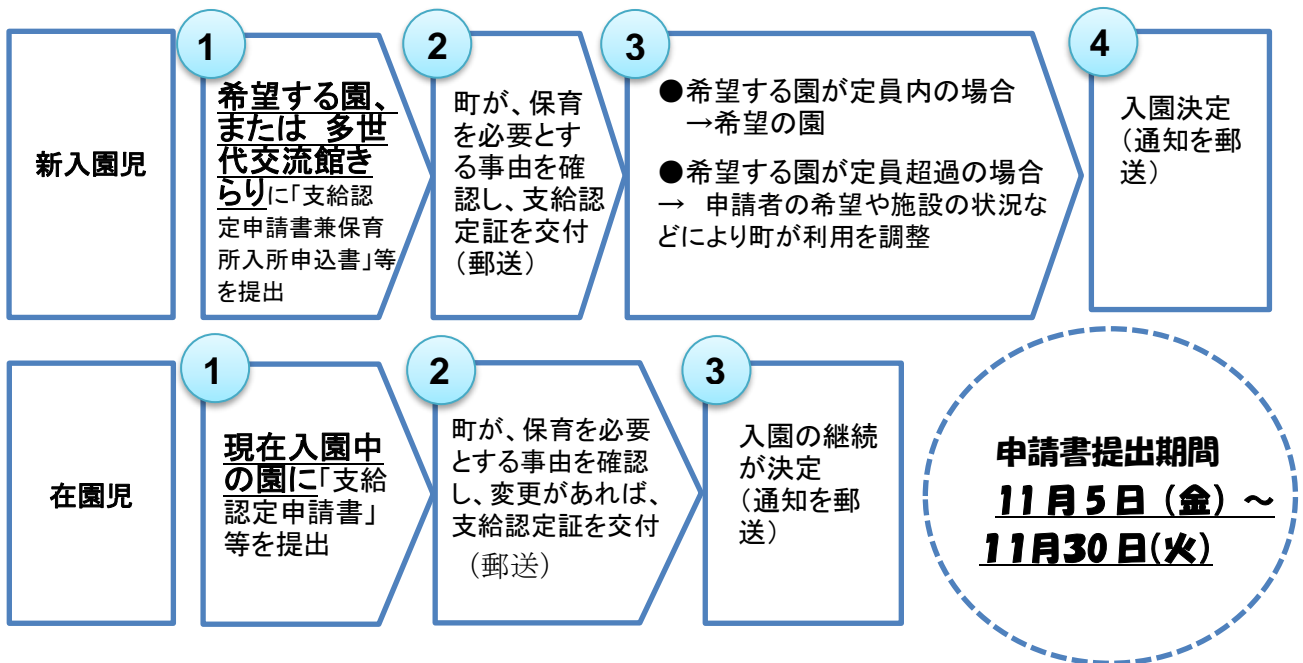 新入園児
1
希望する園、
または 多世
代交流館き
らりに「支給認
定申請書兼保育
所入所申込書」等
を提出
2
町が、保育
を必要とす
る事由を確
認し、支給認
定証を交付
（郵送）
3
●希望する園が定員内の場合
→希望の園
●希望する園が定員超過の場合
→ 申請者の希望や施設の状況な
どにより町が利用を調整
4
入園決定
（通知を郵
送）
在園児
1
現在入園中
の園に「支給
認定申請書」
等を提出
2
町が、保育を必要
とする事由を確認
し、変更があれば、
支給認定証を交付
（郵送）
3
入園の継続
が決定
（通知を郵
送）
申請書提出期間
11月5日（金）～
11月30日(火)